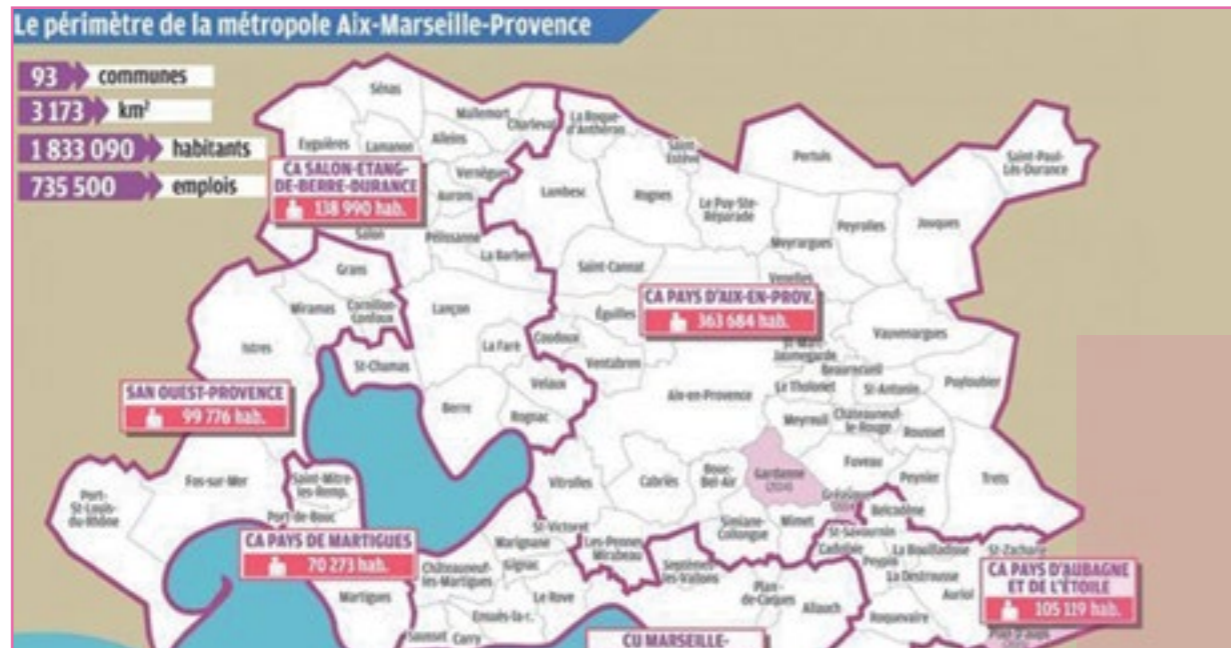 Le périmètre de la métropole Aix-Marseille-Provence
93 communes
3 173 km²
1 833 090 habitants
735 500 emplois
Sénas
Mallemort
Charleval
La Roque-
d'Anthéron
Eyguières
Lamanon
Alleins
Saint-
Estève
Pertuis
Saint-Paul-
Lès-Durance
CA SALON-ETANG-
DE-BERRE-DURANCE
138 990 hab.
Vernègues
Aurons
Lambesc
Rognes
Le Puy-Ste-
Réparade
Peyrolles
Jouques
Salon
Pélissanne
La Barben
Meyrargues
Grans
Saint-Cannat
Venelles
Miramas
Cornillon
Confoux
Lançon
Éguilles
CA PAYS D'AIX-EN-PROV.
363 684 hab.
Vauvenargues
Istres
La Fare
Coudoux
St-Marc
Jaumegarde
St-Chamas
Ventabren
Beaurecueil
Velaux
Aix-en-Provence
Le Tholonet
St-Antonin
Puyloubier
SAN OUEST-PROVENCE
99 776 hab.
Berre
Rognac
Meyreuil
Châteauneuf-
le-Rouge
Rousset
Fos-sur-Mer
Saint-Mitre-
les-Remp.
Vitrolles
Cabriès
Bouc-
Bel-Air
Gardanne
Fuveau
Peynier
Trets
Port-
St-Louis-
du-Rhône
Port-de-Bouc
Gréasque
Belcodène
St-Victoret
Simiane-
Collongue
Mimet
CA PAYS DE MARTIGUES
70 273 hab.
Marignane
Les-Pennes
Mirabeau
St-Savournin
Cadolive
La Bouilladisse
St-Zacharie
Châteauneuf-
lès-Martigues
Gignac
Septèmes-
les-Vallons
Peypin
La Destrousse
CA PAYS D'AUBAGNE
ET DE L'ÉTOILE
105 119 hab.
Martigues
Le Rove
Plan-
de-Cuques
Allauch
Auriol
Ensuès-la-r.
Roquevaire
Sausset
Carry
CU MARSEILLE-